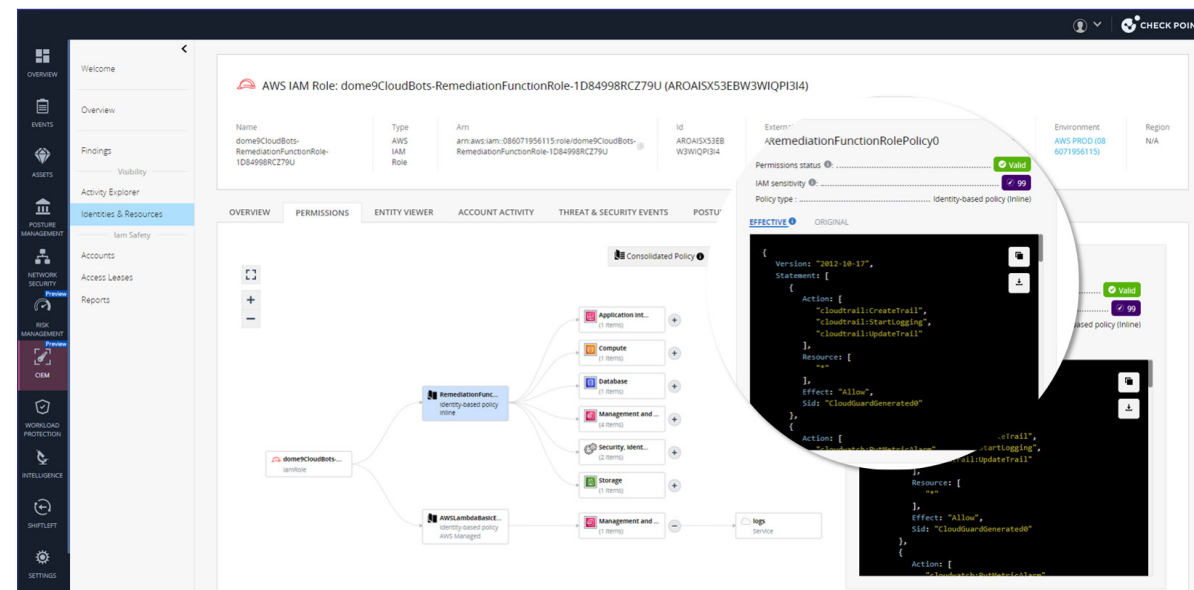 CHECK POIN
OVERVIEW
EVENTS
ASSETS
POSTURE
MANAGEMENT
NETWORK
SECURITY
Preview
RISK
MANAGEMENT
Preview
CIEM
WORKLOAD
PROTECTION
INTELLIGENCE
SHIFTLEFT
SETTINGS
Welcome
Overview
Findings
Visibility
Activity Explorer
Identities & Resources
Iam Safety
Accounts
Access Leases
Reports
AWS IAM Role: dome9CloudBots-RemediationFunctionRole-1D84998RCZ79U (AROAISX53EBW3WIQPI3I4)
Name
dome9CloudBots-
RemediationFunctionRole-
1D84998RCZ79U
Type
AWS
IAM
Role
Arn
arn:aws:iam::086071956115:role/dome9CloudBots-
RemediationFunctionRole-1D84998RCZ79U
Id
AROAISX53EB
W3WIQPI3I4
Environment
AWS PROD (08
6071956115)
Region
N/A
OVERVIEW PERMISSIONS ENTITY VIEWER ACCOUNT ACTIVITY THREAT & SECURITY EVENTS POSTU
Consolidated Policy
dome9CloudBots-...
IamRole
RemediationFunc...
identity-based policy
Inline
AWSLambdaBasicE...
identity-based policy
AWS Managed
Application Int...
(1 items)
Compute
(1 items)
Database
(1 items)
Management and ...
(4 items)
Security, Ident...
(2 items)
Storage
(1 items)
Management and ...
(1 items)
logs
Service
RemediationFunctionRolePolicy0
Permissions status : Valid
IAM sensitivity : 99
Policy type : Identity-based policy (Inline)
EFFECTIVE ORIGINAL
{
Version: "2012-10-17",
Statement: [
{
Action: [
"cloudtrail:CreateTrail",
"cloudtrail:StartLogging",
"cloudtrail:UpdateTrail"
],
Resource: [
"*"
],
Effect: "Allow",
Sid: "CloudGuardGenerated0"
},
{
Action: [
"cloudwatch:PutMetricAlarm"
Valid
99
ased policy (Inline)
eTrail",
tartLogging",
ail:UpdateTrail"
],
Resource: [
"*"
],
Effect: "Allow",
Sid: "CloudGuardGenerated0"
},
{
Action: [
"cloudwatch:PutMetricAlarm"